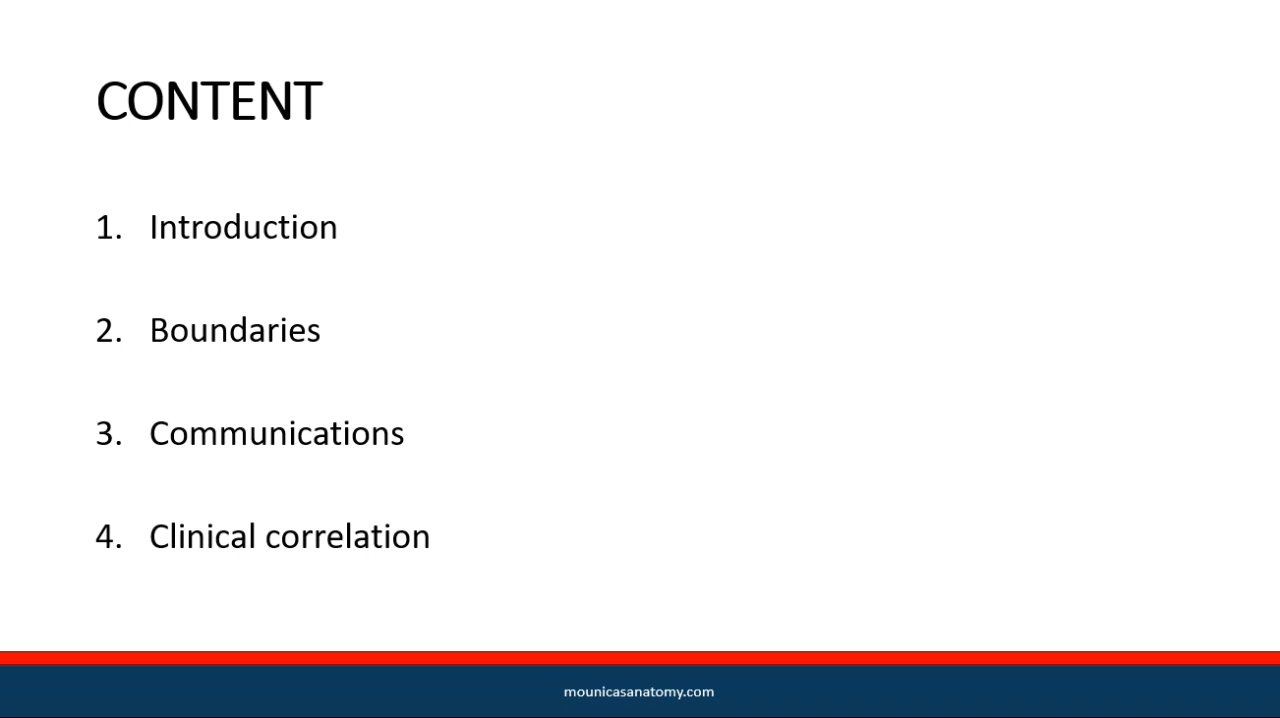 CONTENT
1. Introduction
2. Boundaries
3. Communications
4. Clinical correlation
mounicasanatomy.com